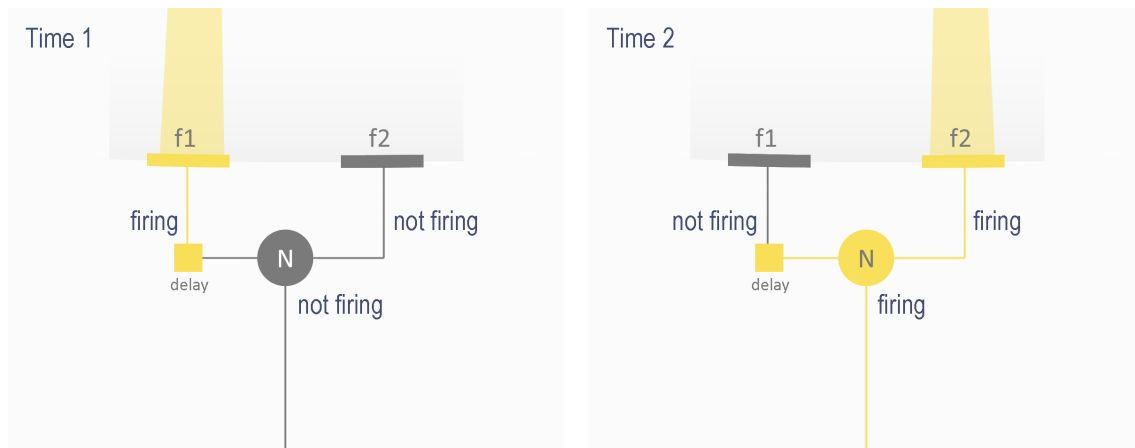 Time 1
f1
f2
firing
not firing
N
delay
not firing
Time 2
f1
f2
not firing
firing
N
delay
firing